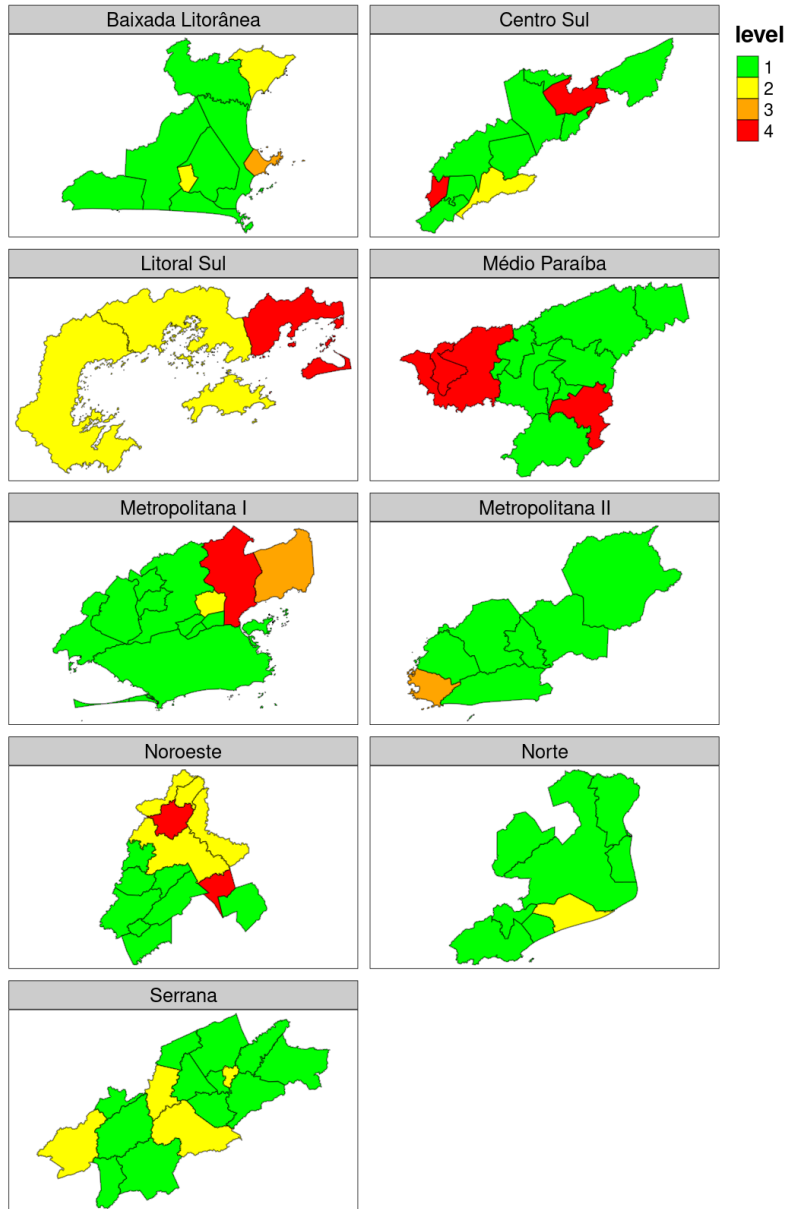 Baixada Litorânea
Centro Sul
level
1
2
3
4
Litoral Sul
Médio Paraíba
Metropolitana I
Metropolitana II
Noroeste
Norte
Serrana